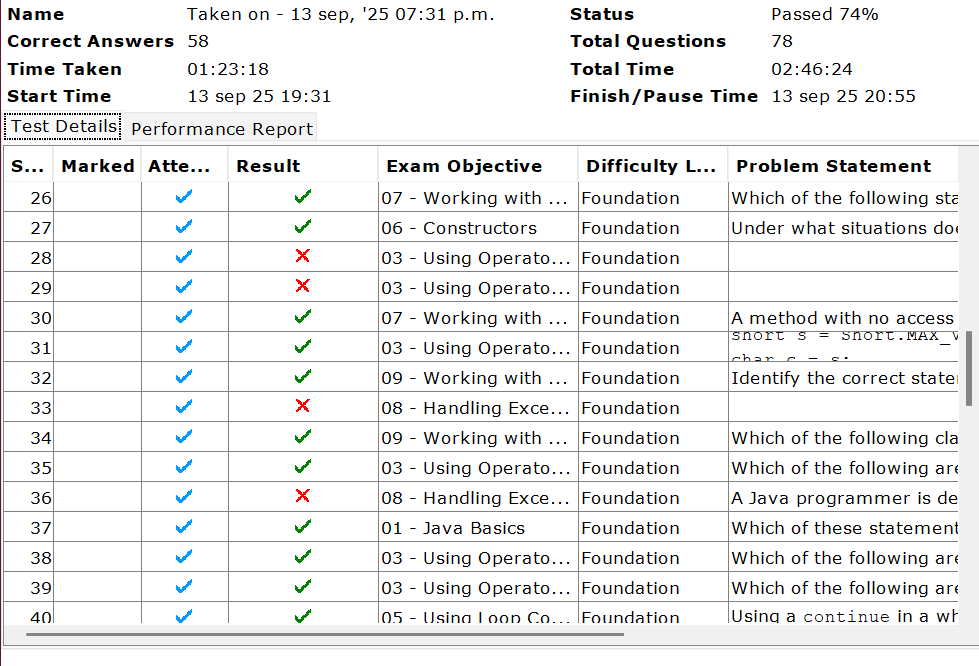 Name Taken on - 13 sep, '25 07:31 p.m. Status Passed 74%
Correct Answers 58 Total Questions 78
Time Taken 01:23:18 Total Time 02:46:24
Start Time 13 sep 25 19:31 Finish/Pause Time 13 sep 25 20:55
Test Details Performance Report
S... Marked Atte... Result Exam Objective Difficulty L... Problem Statement
26 07 - Working with ... Foundation Which of the following sta
27 06 - Constructors Foundation Under what situations doe
28 03 - Using Operato... Foundation
29 03 - Using Operato... Foundation
30 07 - Working with ... Foundation A method with no access
31 03 - Using Operato... Foundation short s = Short.MAX_V
char c = s;
32 09 - Working with ... Foundation Identify the correct state
33 08 - Handling Exce... Foundation
34 09 - Working with ... Foundation Which of the following cla
35 03 - Using Operato... Foundation Which of the following are
36 08 - Handling Exce... Foundation A Java programmer is de
37 01 - Java Basics Foundation Which of these statement
38 03 - Using Operato... Foundation Which of the following are
39 03 - Using Operato... Foundation Which of the following are
40 05 - Using Loop Co... Foundation Using a continue in a wh